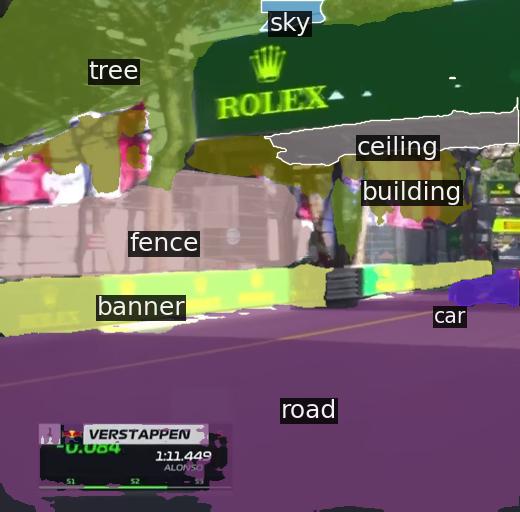 sky
tree
ROLEX
ceiling
building
fence
banner
car
road
1 VERSTAPPEN
-0.084
1:11.449
ALONSO
S1 S2 S3